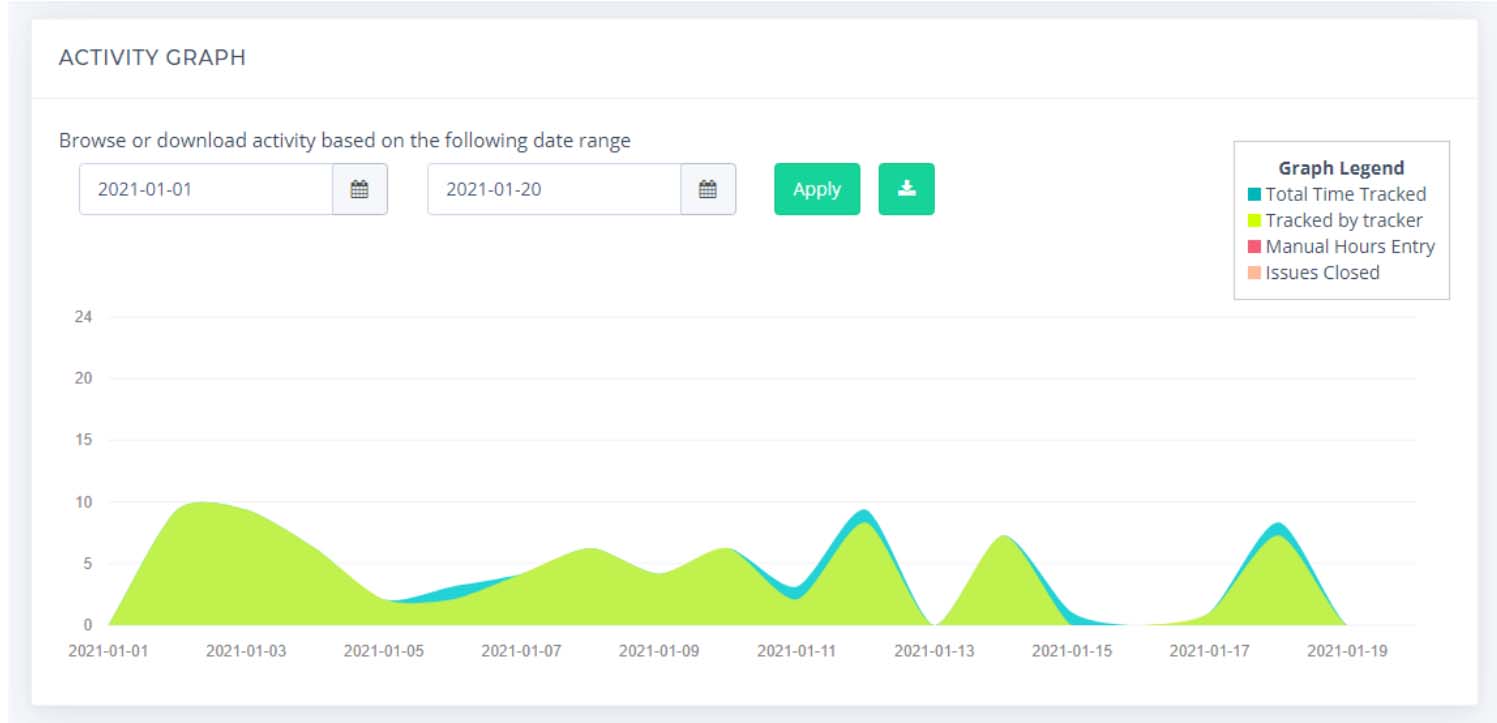 ACTIVITY GRAPH
Browse or download activity based on the following date range
2021-01-01
2021-01-20
Apply
Graph Legend
Total Time Tracked
Tracked by tracker
Manual Hours Entry
Issues Closed
24
20
15
10
5
0
2021-01-01 2021-01-03 2021-01-05 2021-01-07 2021-01-09 2021-01-11 2021-01-13 2021-01-15 2021-01-17 2021-01-19